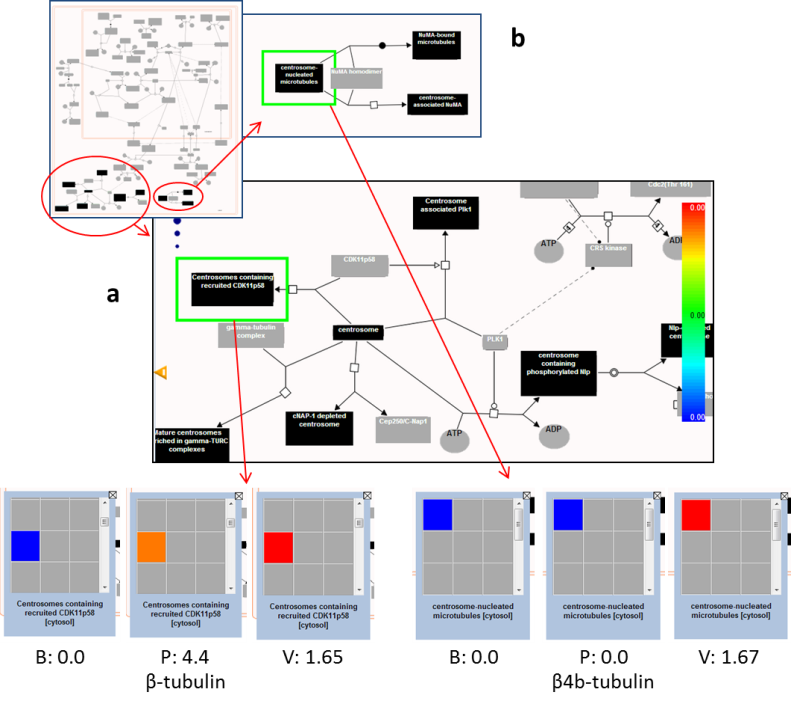 b
NuMA-bound
microtubules
centrosome-
nucleated
microtubules
NuMA homodimer
centrosome-
associated NuMA
a
Centrosome
associated Plk1
Cdc2(Thr 161)
ATP
CRS kinase
0.00
CDK11p58
Centrosomes containing
recruited CDK11p58
gamma-tubulin
complex
centrosome
PLK1
0.00
centrosome
containing
phosphorylated Nlp
cNAP-1 depleted
centrosome
Cep250/C-Nap1
ATP
ADP
0.00
Mature centrosomes
riched in gamma-TURC
complexes
Centrosomes containing
recruited CDK11p58
[cytosol]
Centrosomes containing
recruited CDK11p58
[cytosol]
Centrosomes containing
recruited CDK11p58
[cytosol]
centrosome-nucleated
microtubules [cytosol]
centrosome-nucleated
microtubules [cytosol]
centrosome-nucleated
microtubules [cytosol]
B: 0.0
P: 4.4
V: 1.65
B: 0.0
P: 0.0
V: 1.67
β-tubulin
β4b-tubulin